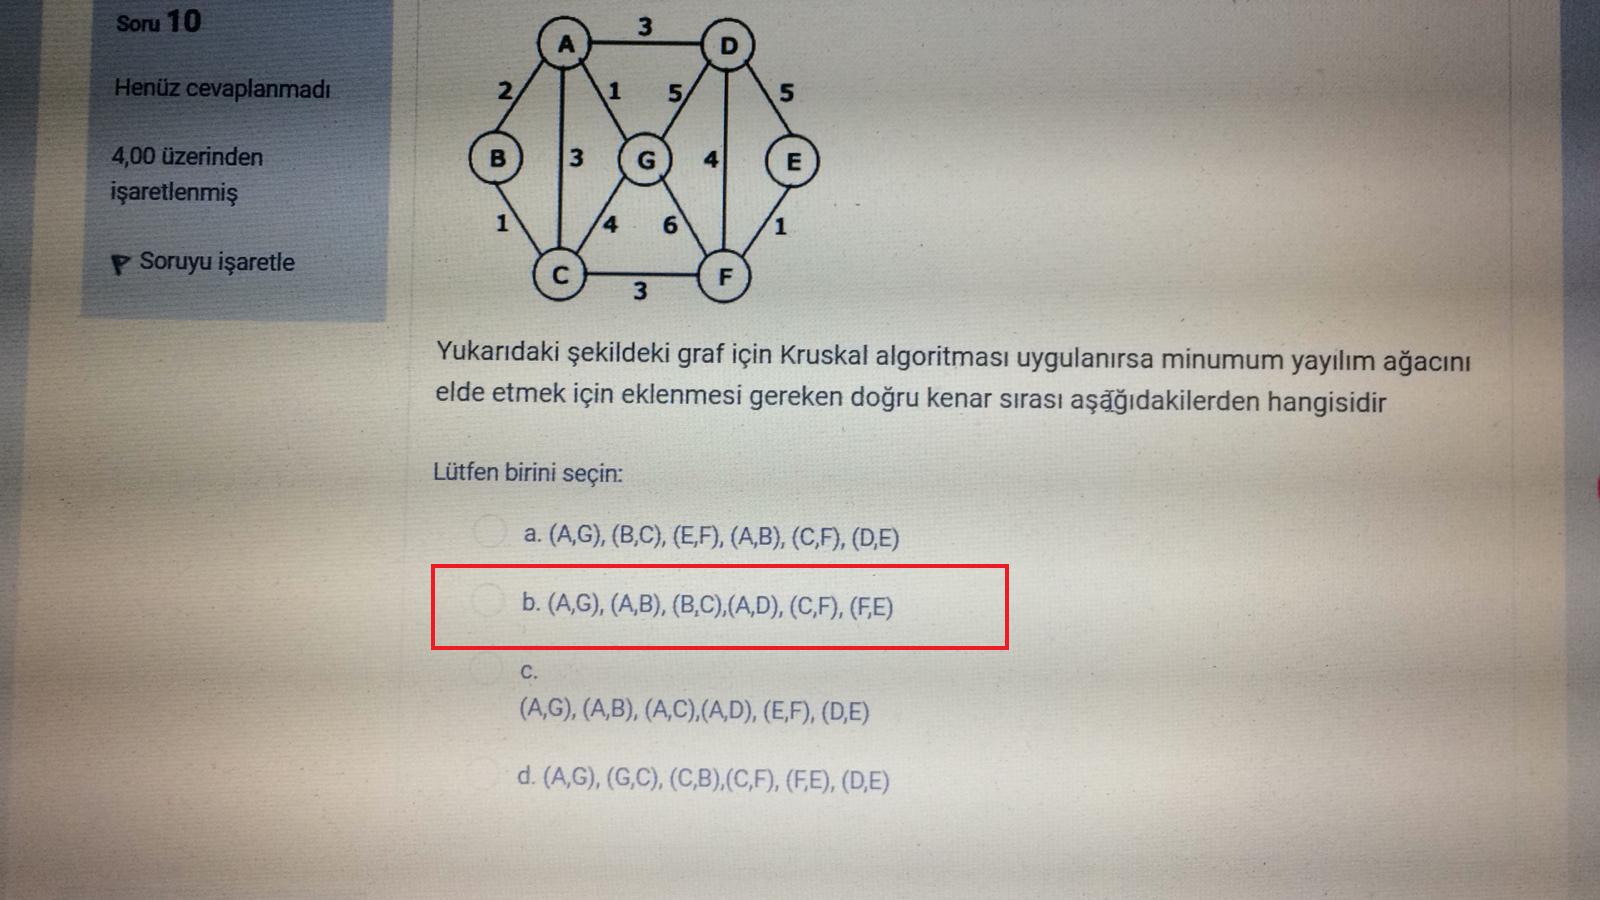 Soru 10
Henüz cevaplanmadı
4,00 üzerinden
işaretlenmiş
Soruyu işaretle
A 3 D
2 1 5 5
B 3 G 4 E
1 4 6 1
C 3 F
Yukarıdaki şekildeki graf için Kruskal algoritması uygulanırsa minumum yayılım ağacını
elde etmek için eklenmesi gereken doğru kenar sırası aşağıdakilerden hangisidir
Lütfen birini seçin:
a. (A,G), (B,C), (E,F), (A,B), (C,F), (D,E)
b. (A,G), (A,B), (B,C),(A,D), (C,F), (F,E)
c.
(A,G), (A,B), (A,C),(A,D), (E,F), (D,E)
d. (A,G), (G,C), (C,B),(C,F), (F,E), (D,E)